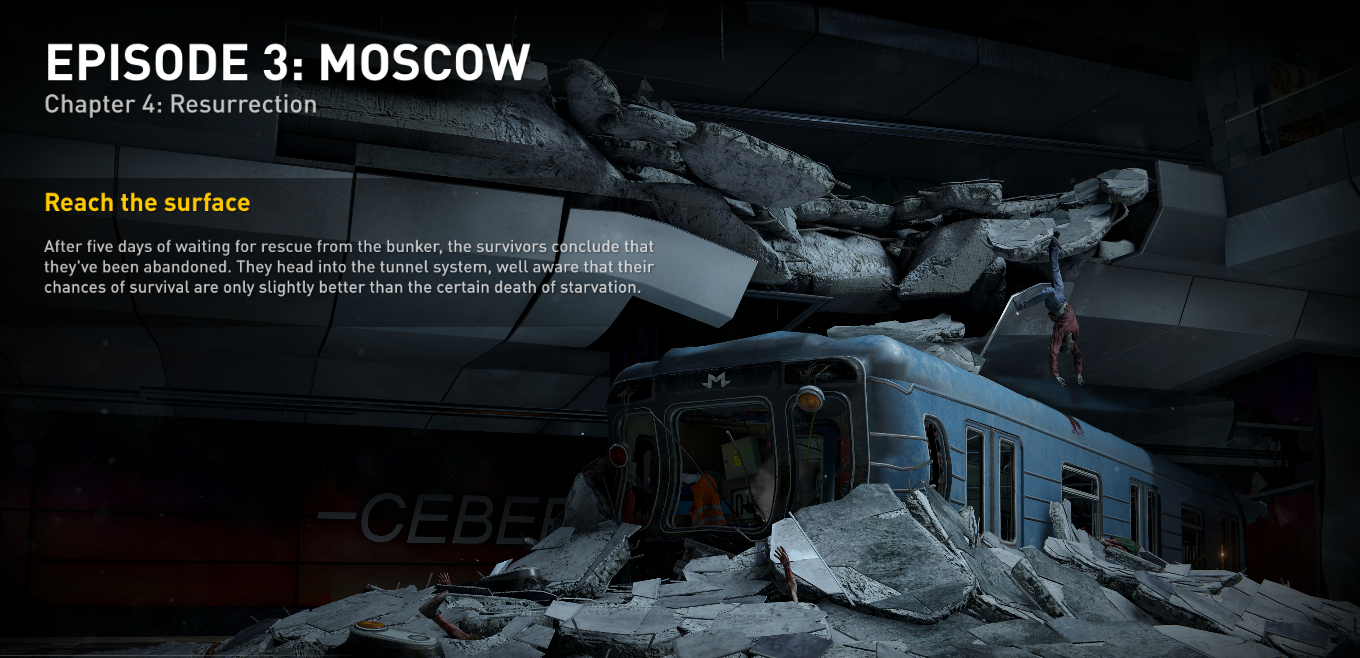 EPISODE 3: MOSCOW
Chapter 4: Resurrection
Reach the surface
After five days of waiting for rescue from the bunker, the survivors conclude that
they've been abandoned. They head into the tunnel system, well aware that their
chances of survival are only slightly better than the certain death of starvation.
M
–СЕВЕР